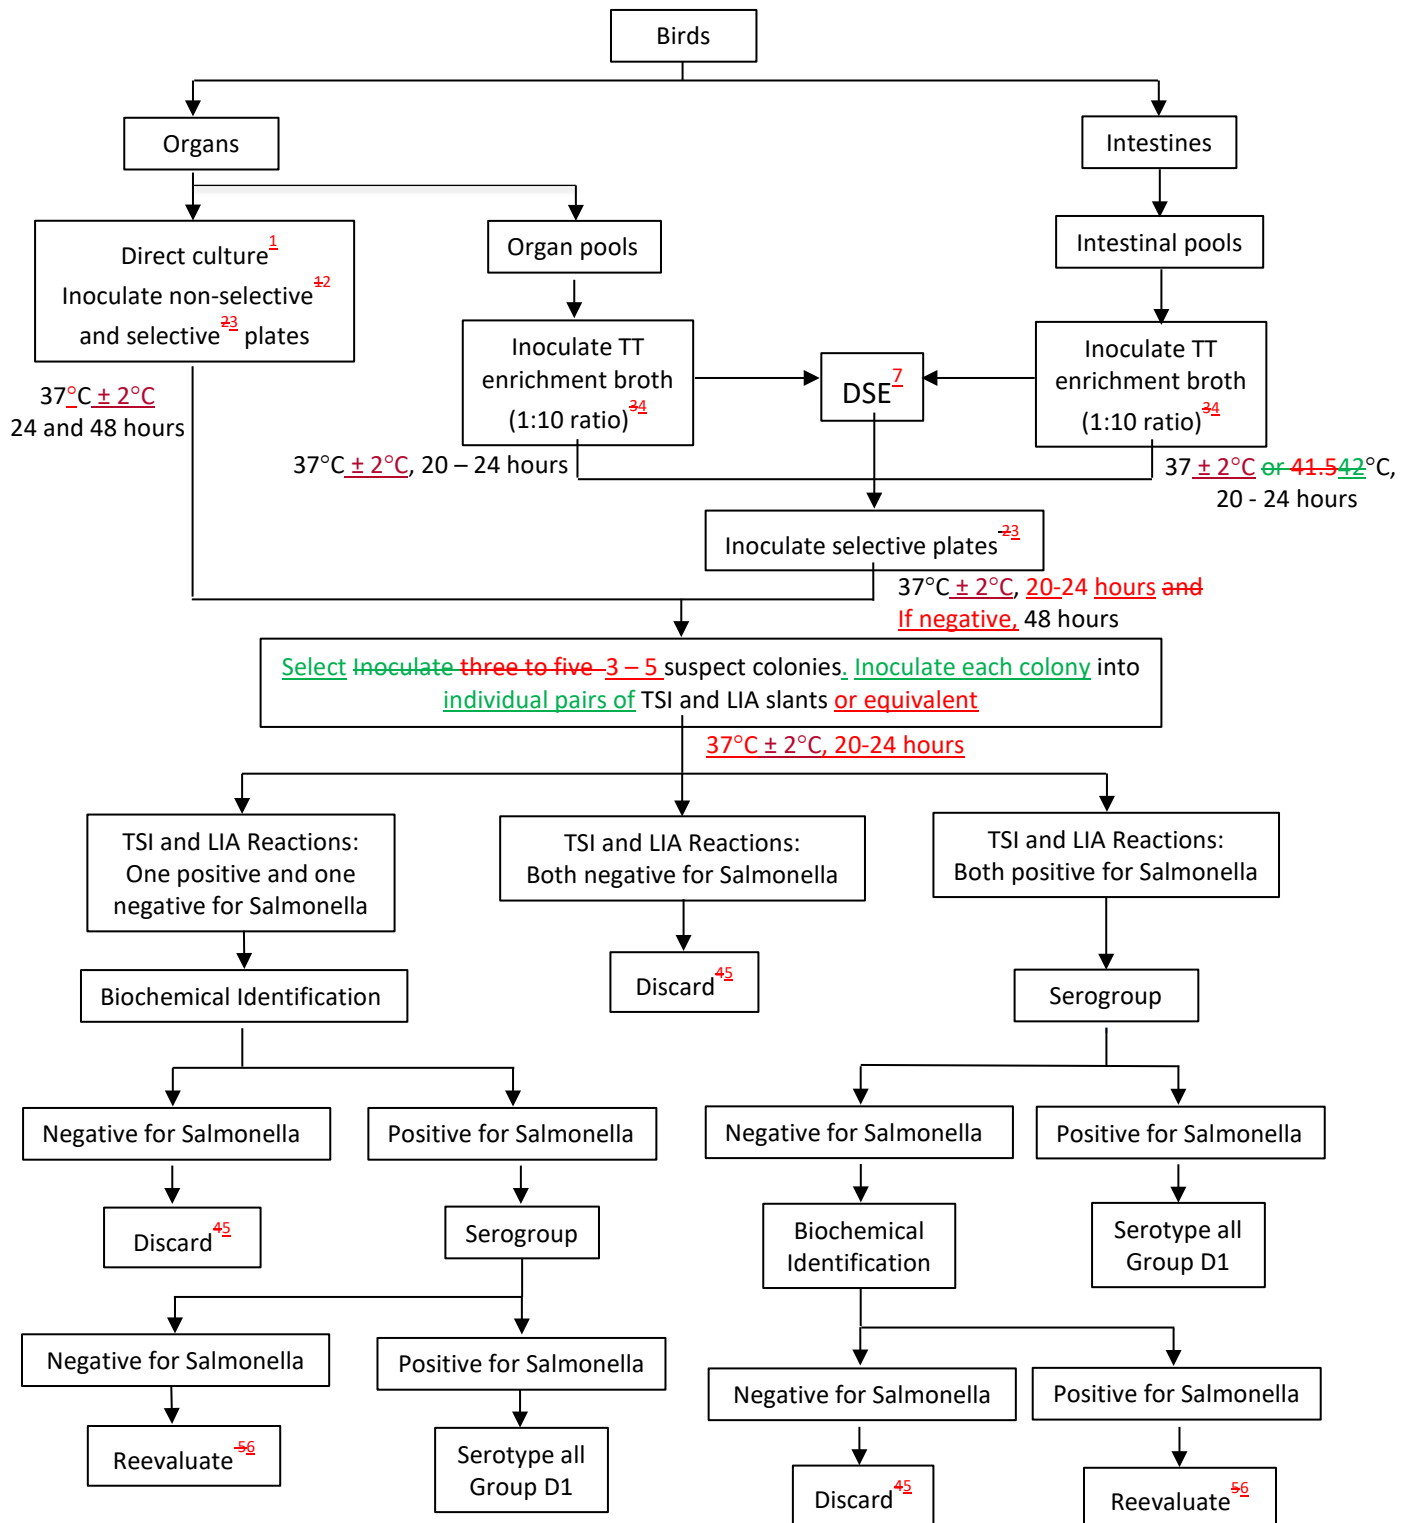 Birds
Organs
Intestines
Direct culture1
Inoculate non-selective12
and selective23 plates
Organ pools
Intestinal pools
Inoculate TT
enrichment broth
(1:10 ratio)34
DSE7
Inoculate TT
enrichment broth
(1:10 ratio)34
37°C ± 2°C
24 and 48 hours
37°C ± 2°C, 20 – 24 hours
37 ± 2°C or 41.542°C,
20 - 24 hours
Inoculate selective plates 23
37°C ± 2°C, 20-24 hours and
If negative, 48 hours
Select Inoculate three to five 3 – 5 suspect colonies. Inoculate each colony into
individual pairs of TSI and LIA slants or equivalent
37°C ± 2°C, 20-24 hours
TSI and LIA Reactions:
One positive and one
negative for Salmonella
TSI and LIA Reactions:
Both negative for Salmonella
TSI and LIA Reactions:
Both positive for Salmonella
Biochemical Identification
Discard45
Serogroup
Negative for Salmonella
Positive for Salmonella
Negative for Salmonella
Positive for Salmonella
Discard45
Serogroup
Biochemical
Identification
Serotype all
Group D1
Negative for Salmonella
Positive for Salmonella
Negative for Salmonella
Positive for Salmonella
Reevaluate 56
Serotype all
Group D1
Discard45
Reevaluate 56